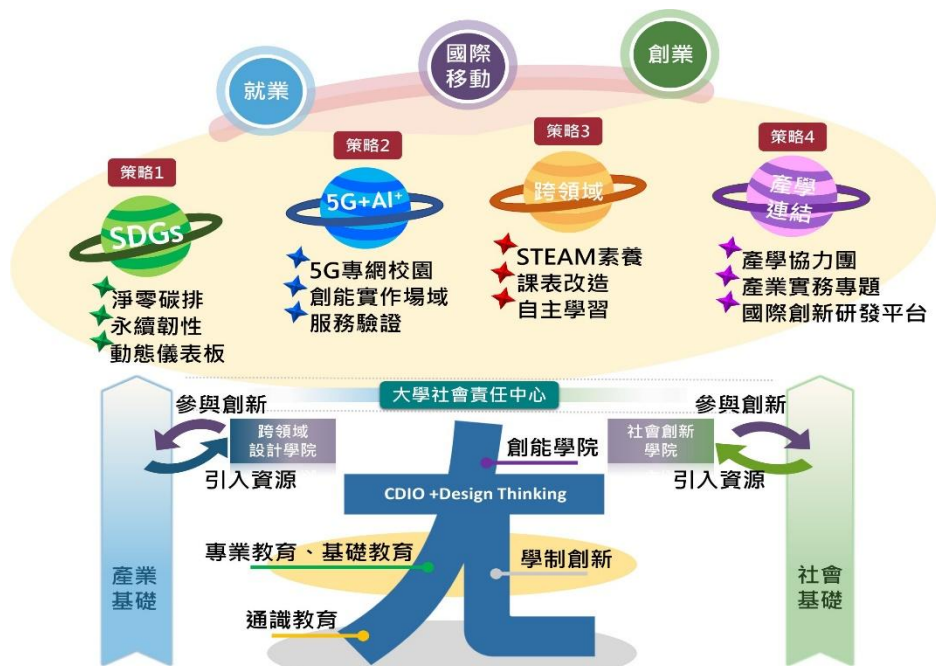 就業
國際
移動
創業
策略1
SDGs
淨零碳排
永續韌性
動態儀表板
策略2
5G+AI⁺
5G專網校園
創能實作場域
服務驗證
策略3
跨領域
STEAM素養
課表改造
自主學習
策略4
產學
連結
產學協力團
產業實務專題
國際創新研發平台
大學社會責任中心
參與創新
跨領域
設計學院
引入資源
產業
基礎
創能學院
社會創新
學院
參與創新
引入資源
社會
基礎
CDIO +Design Thinking
專業教育、基礎教育
學制創新
通識教育